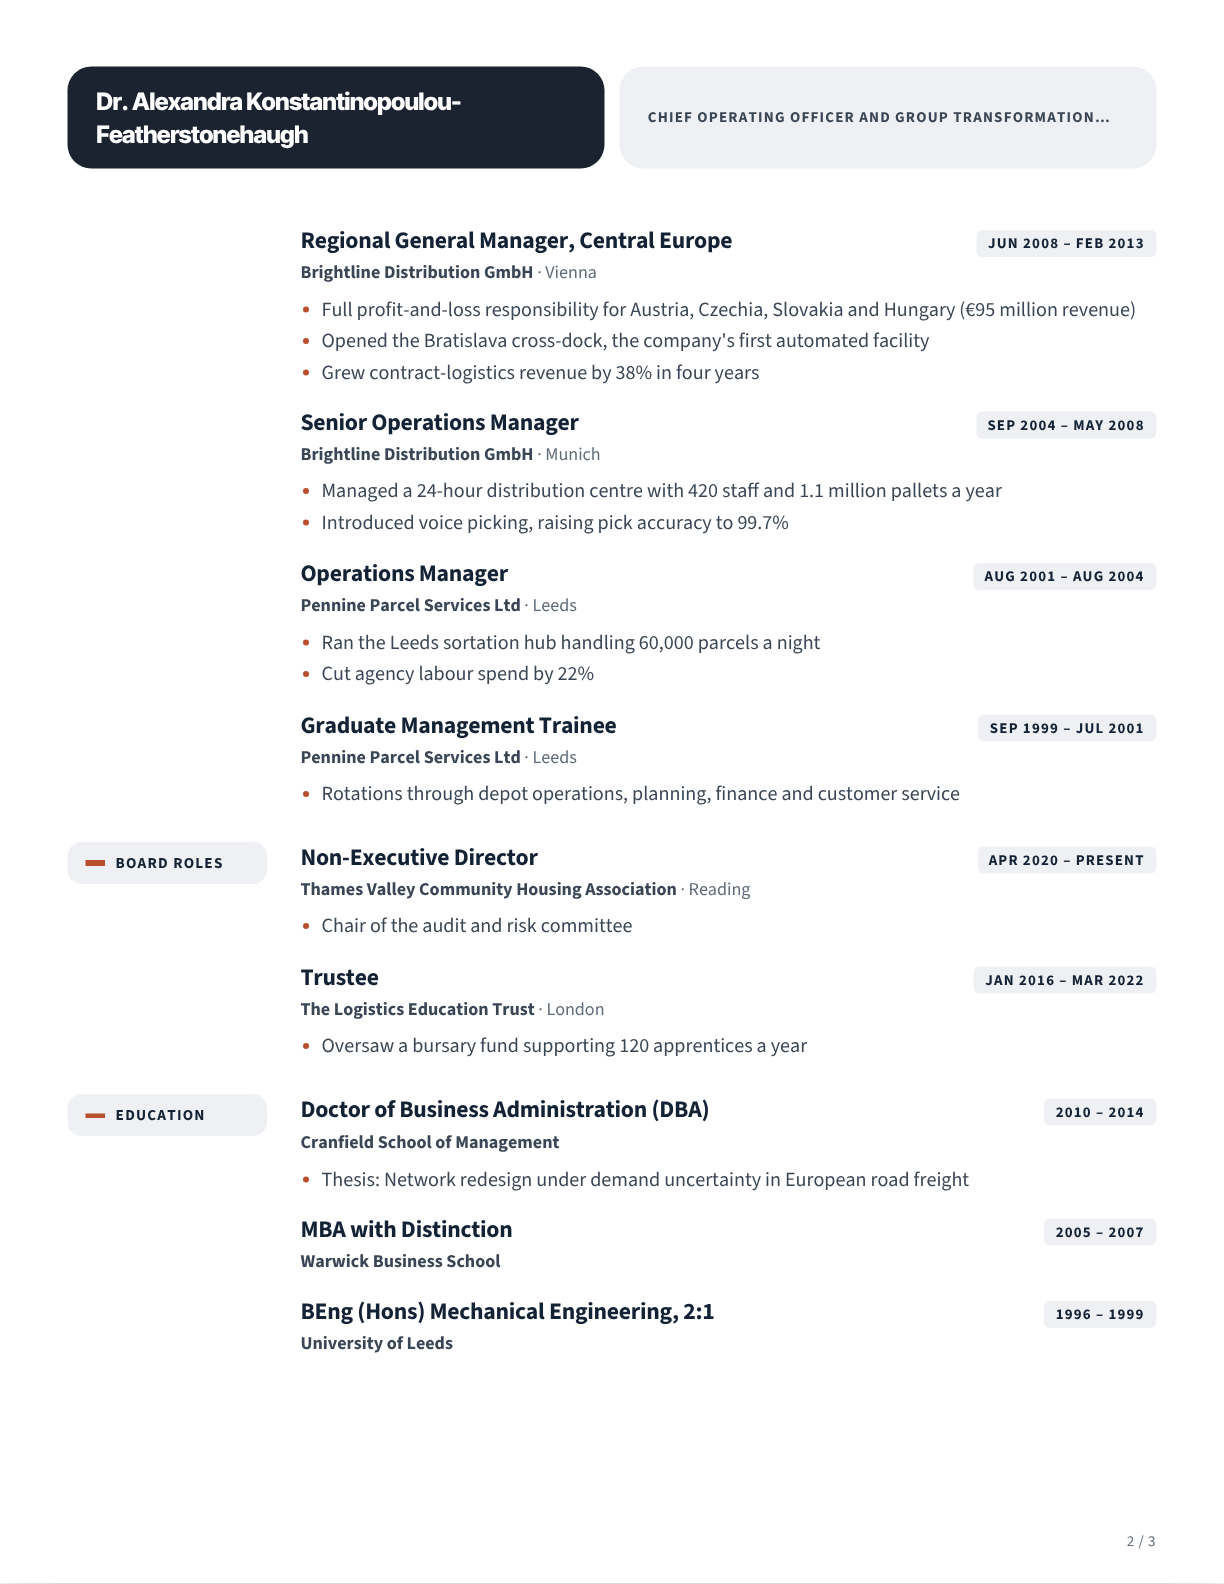 Dr. Alexandra Konstantinopoulou-
Featherstonehaugh
CHIEF OPERATING OFFICER AND GROUP TRANSFORMATION…
Regional General Manager, Central Europe
JUN 2008 – FEB 2013
Brightline Distribution GmbH · Vienna
• Full profit-and-loss responsibility for Austria, Czechia, Slovakia and Hungary (€95 million revenue)
• Opened the Bratislava cross-dock, the company's first automated facility
• Grew contract-logistics revenue by 38% in four years
Senior Operations Manager
SEP 2004 – MAY 2008
Brightline Distribution GmbH · Munich
• Managed a 24-hour distribution centre with 420 staff and 1.1 million pallets a year
• Introduced voice picking, raising pick accuracy to 99.7%
Operations Manager
AUG 2001 – AUG 2004
Pennine Parcel Services Ltd · Leeds
• Ran the Leeds sortation hub handling 60,000 parcels a night
• Cut agency labour spend by 22%
Graduate Management Trainee
SEP 1999 – JUL 2001
Pennine Parcel Services Ltd · Leeds
• Rotations through depot operations, planning, finance and customer service
BOARD ROLES
Non-Executive Director
APR 2020 – PRESENT
Thames Valley Community Housing Association · Reading
• Chair of the audit and risk committee
Trustee
JAN 2016 – MAR 2022
The Logistics Education Trust · London
• Oversaw a bursary fund supporting 120 apprentices a year
EDUCATION
Doctor of Business Administration (DBA)
2010 – 2014
Cranfield School of Management
• Thesis: Network redesign under demand uncertainty in European road freight
MBA with Distinction
2005 – 2007
Warwick Business School
BEng (Hons) Mechanical Engineering, 2:1
1996 – 1999
University of Leeds
2 / 3